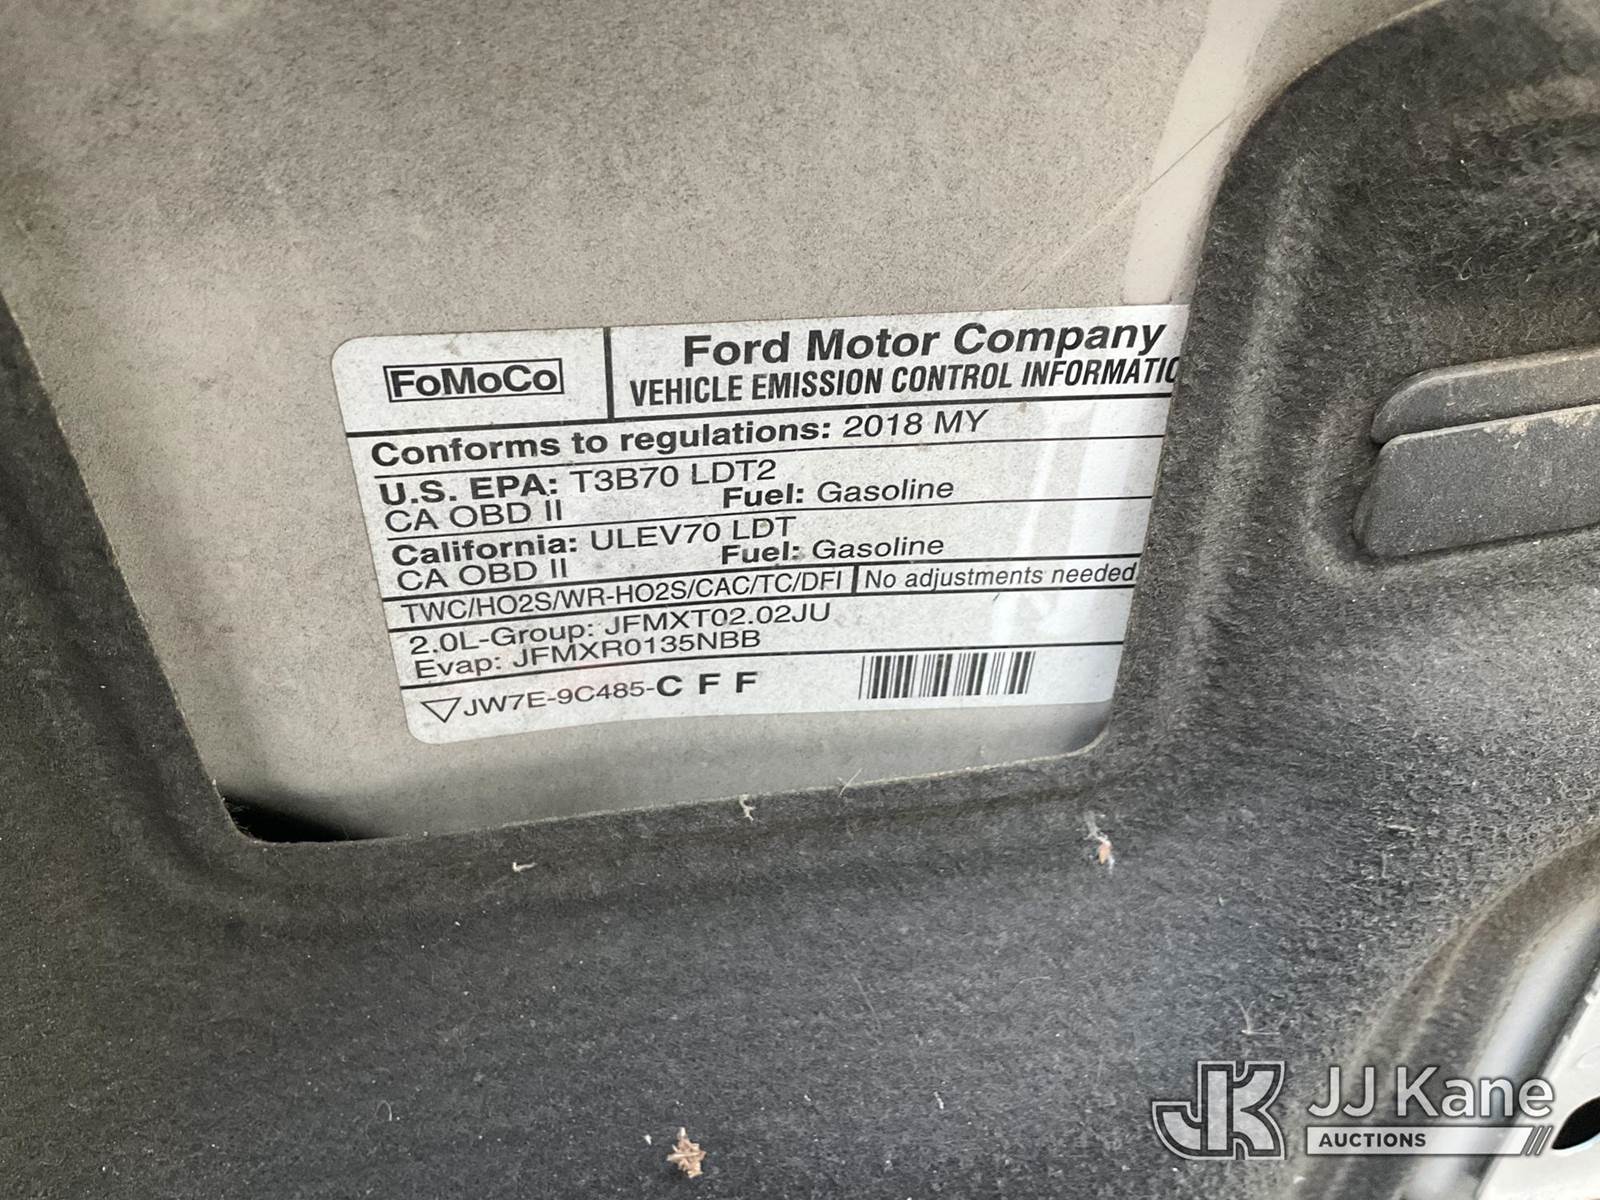 FoMoCo
Ford Motor Company
VEHICLE EMISSION CONTROL INFORMATIO
Conforms to regulations: 2018 MY
U.S. EPA: T3B70 LDT2
CA OBD II Fuel: Gasoline
California: ULEV70 LDT
CA OBD II Fuel: Gasoline
TWC/HO2S/WR-HO2S/CAC/TC/DFI No adjustments needed
2.0L-Group: JFMXT02.02JU
Evap: JFMXR0135NBB
JW7E-9C485-C F F
JK
JJ Kane
AUCTIONS